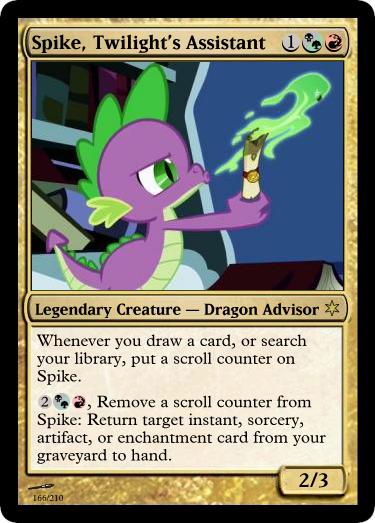 Spike, Twilight's Assistant 1
Legendary Creature — Dragon Advisor
Whenever you draw a card, or search
your library, put a scroll counter on
Spike.
2, Remove a scroll counter from
Spike: Return target instant, sorcery,
artifact, or enchantment card from your
graveyard to hand.
2/3
166/210